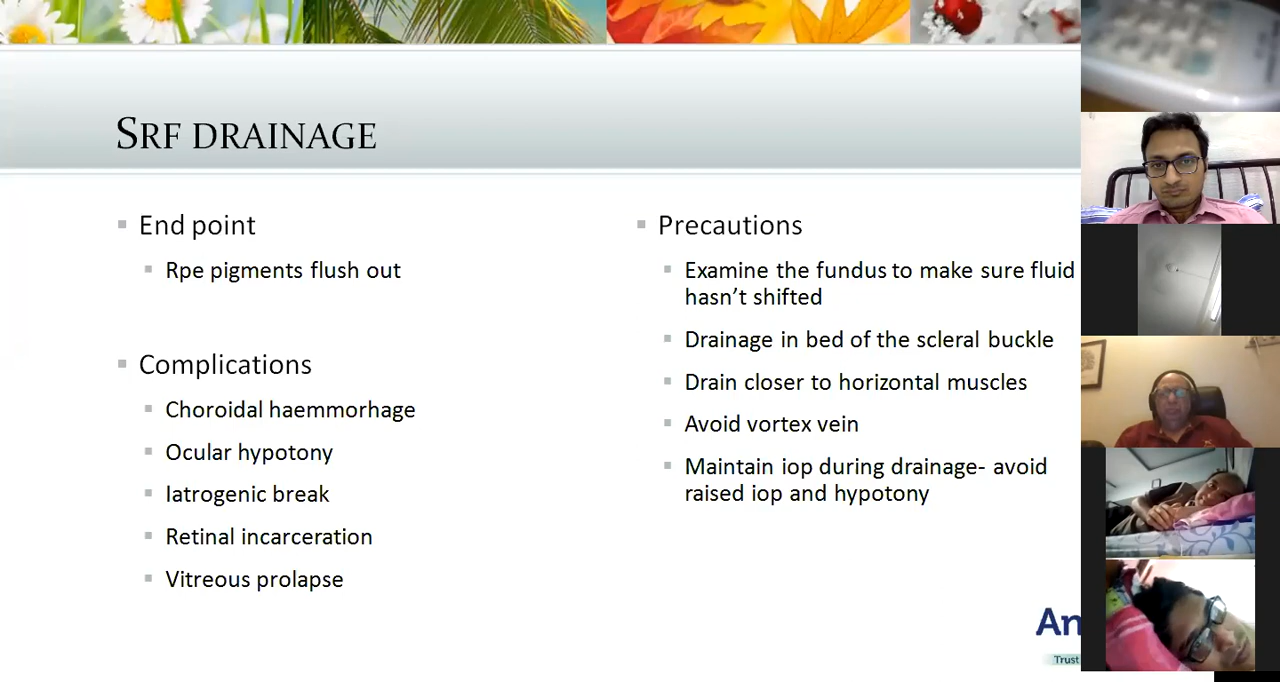 SRF DRAINAGE
End point
Rpe pigments flush out
Complications
Choroidal haemmorhage
Ocular hypotony
Iatrogenic break
Retinal incarceration
Vitreous prolapse
Precautions
Examine the fundus to make sure fluid
hasn't shifted
Drainage in bed of the scleral buckle
Drain closer to horizontal muscles
Avoid vortex vein
Maintain iop during drainage- avoid
raised iop and hypotony
An
Trust